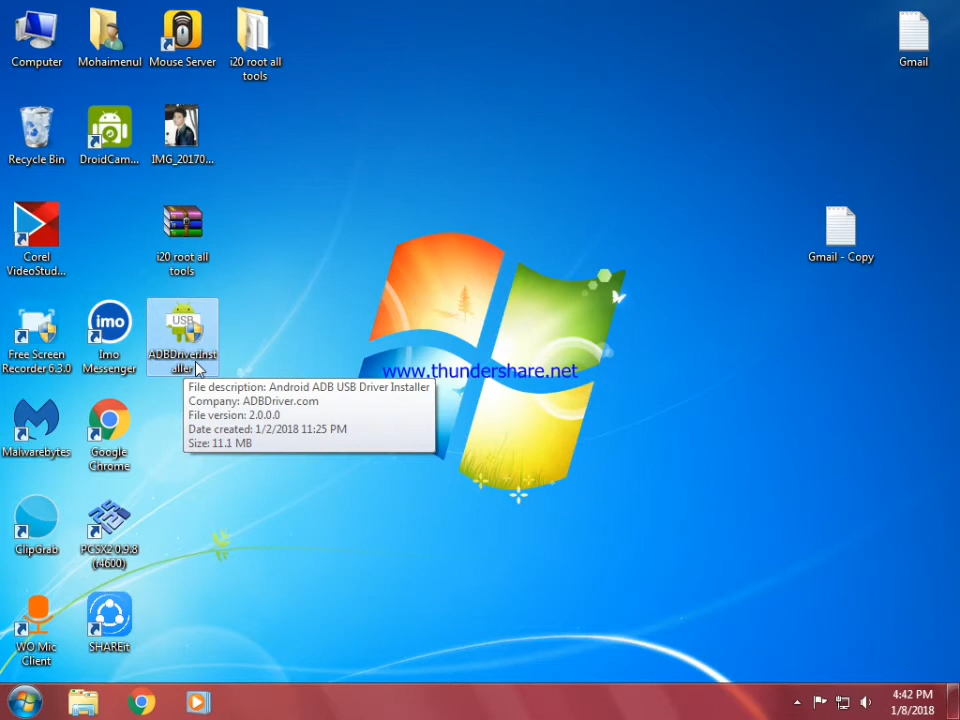 Computer
Mohaimenul
Mouse Server
i20 root all
tools
Gmail
Recycle Bin
DroidCam...
IMG_20170...
Corel
VideoStud...
i20 root all
tools
Gmail - Copy
Free Screen
Recorder 6.3.0
imo
Imo
Messenger
USB
ADBDriverInst
aller
www.thundershare.net
File description: Android ADB USB Driver Installer
Company: ADBDriver.com
File version: 2.0.0.0
Date created: 1/2/2018 11:25 PM
Size: 11.1 MB
Malwarebytes
Google
Chrome
ClipGrab
PCSX2 0.9.8
(r4600)
WO Mic
Client
SHAREit
4:42 PM
1/8/2018